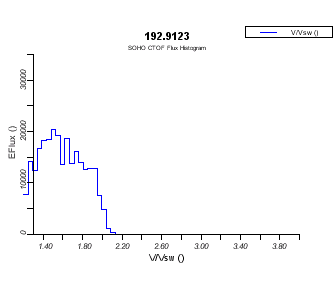 V/Vsw ()
192.9123
SOHO CTOF Flux Histogram
EFlux ()
30000
20000
10000
0
1.40 1.80 2.20 2.60 3.00 3.40 3.80
V/Vsw ()